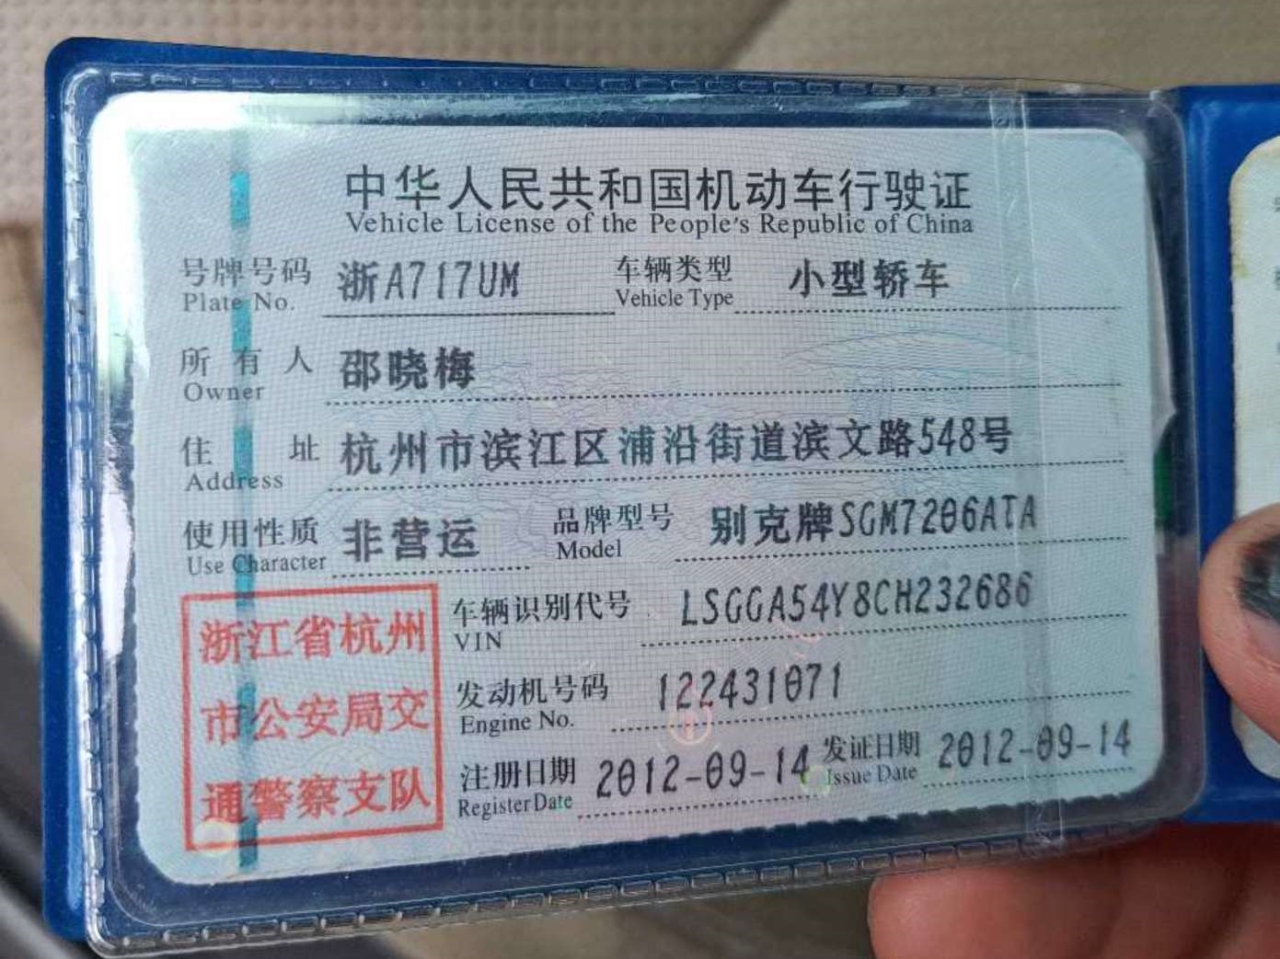 中华人民共和国机动车行驶证
Vehicle License of the People's Republic of China
号牌号码 浙A717UM 车辆类型 小型轿车
Plate No. Vehicle Type
所有人 邵晓梅
Owner
住址 杭州市滨江区浦沿街道滨文路548号
Address
使用性质 非营运 品牌型号 别克牌SGM7206ATA
Use Character Model
浙江省杭州
市公安局交
通警察支队
车辆识别代号 LSGGA54Y8CH232686
VIN
发动机号码 122431071
Engine No.
注册日期 2012-09-14 发证日期 2012-09-14
Register Date Issue Date